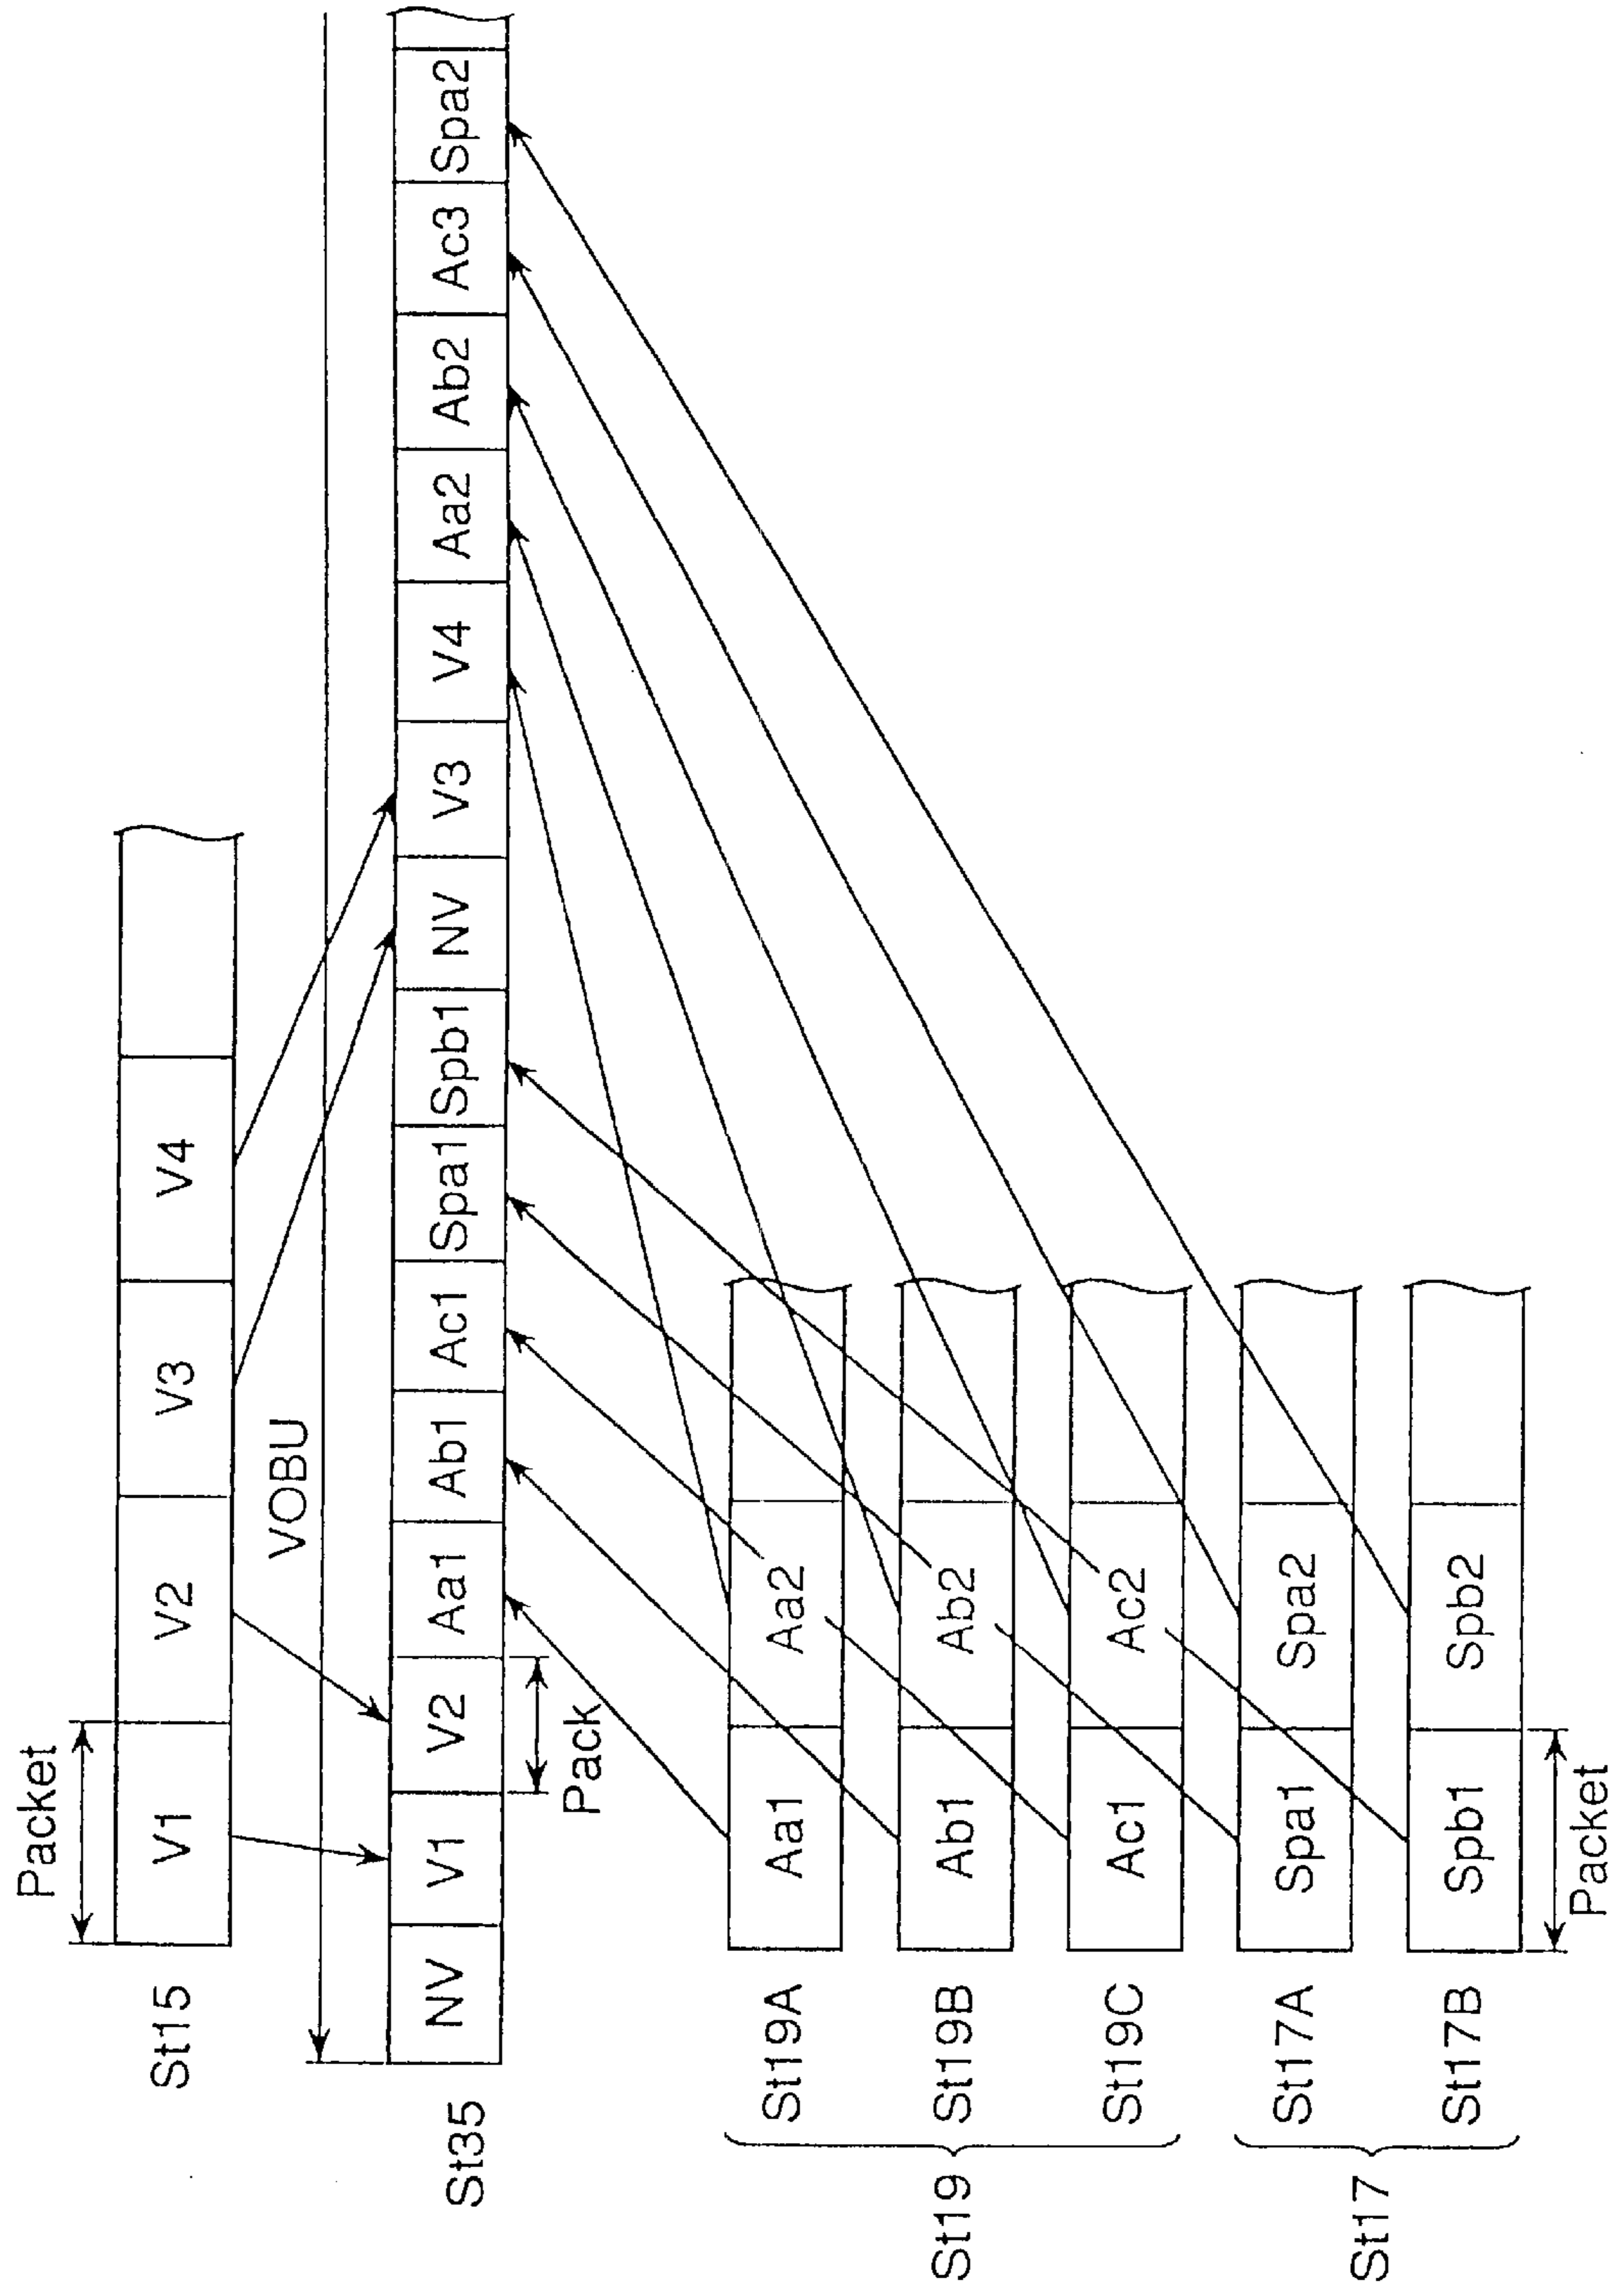 Packet
St15 V1 V2 V3 V4
VOBU
St35 NV V1 V2 Aa1 Ab1 Ac1 Spa1 Spb1 NV V3 V4 Aa2 Ab2 Ac3 Spa2
Pack
St19
St19A Aa1 Aa2
St19B Ab1 Ab2
St19C Ac1 Ac2
St17
St17A Spa1 Spa2
St17B Spb1 Spb2
Packet